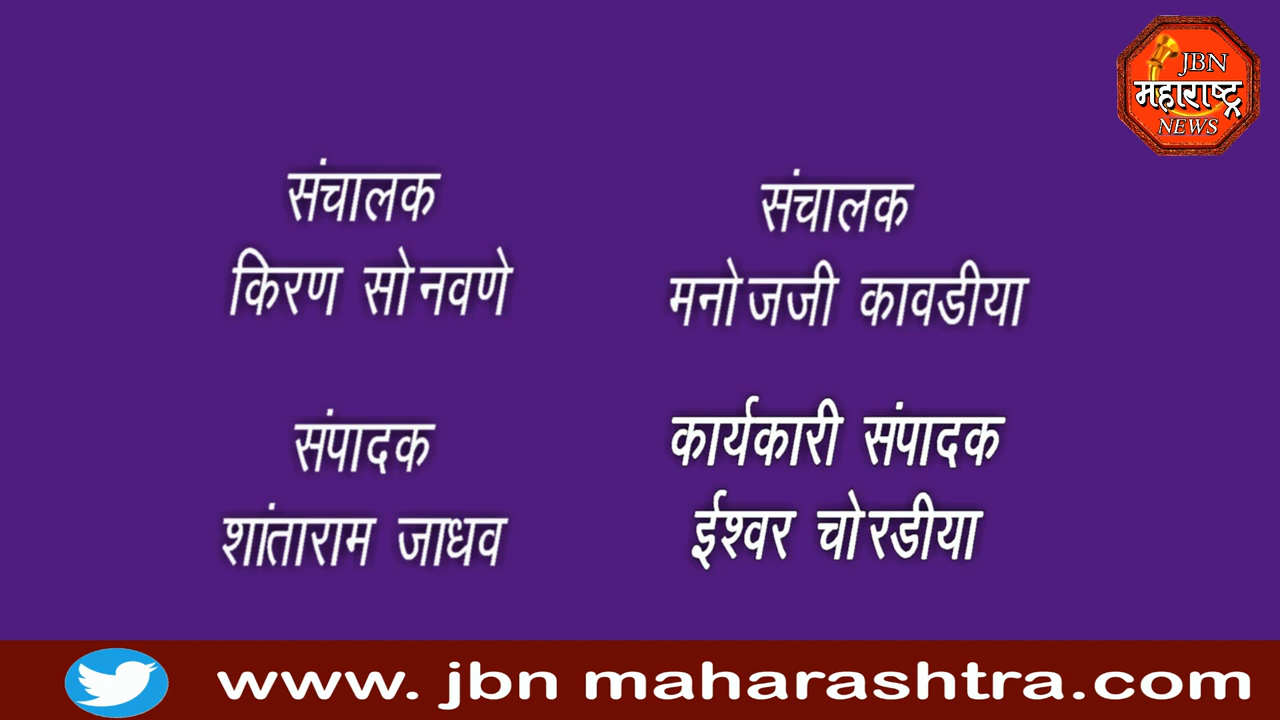 JBN
महाराष्ट्र
NEWS
संचालक
किरण सोनवणे
संचालक
मनोजजी कावडीया
संपादक
शांताराम जाधव
कार्यकारी संपादक
ईश्वर चोरडीया
www. jbn maharashtra.com